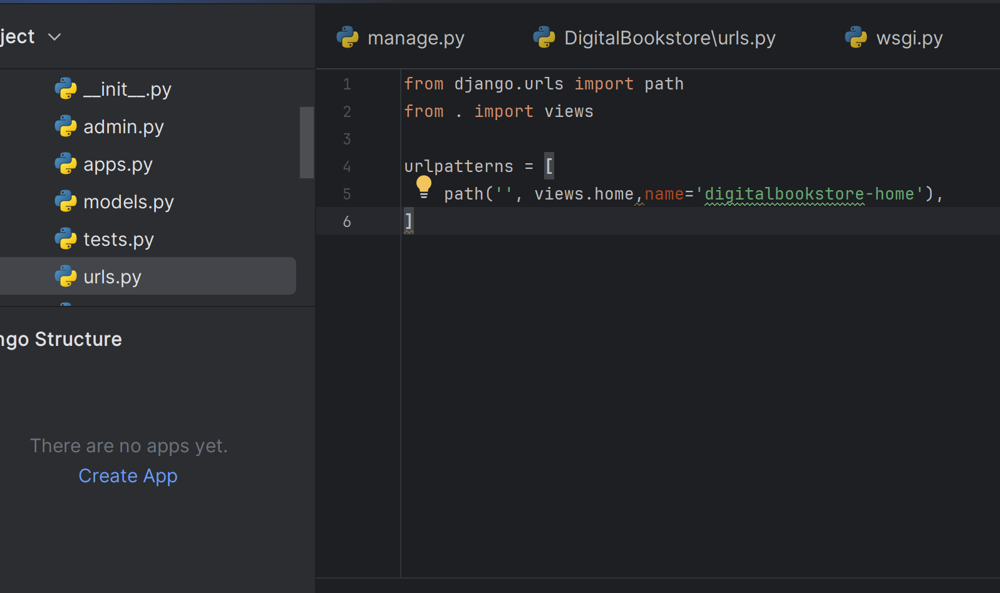 ject
__init__.py
admin.py
apps.py
models.py
tests.py
urls.py
ngo Structure
There are no apps yet.
Create App
manage.py
DigitalBookstore\urls.py
wsgi.py
1 from django.urls import path
2 from . import views
3
4 urlpatterns = [
5     path('', views.home,name='digitalbookstore-home'),
6 ]